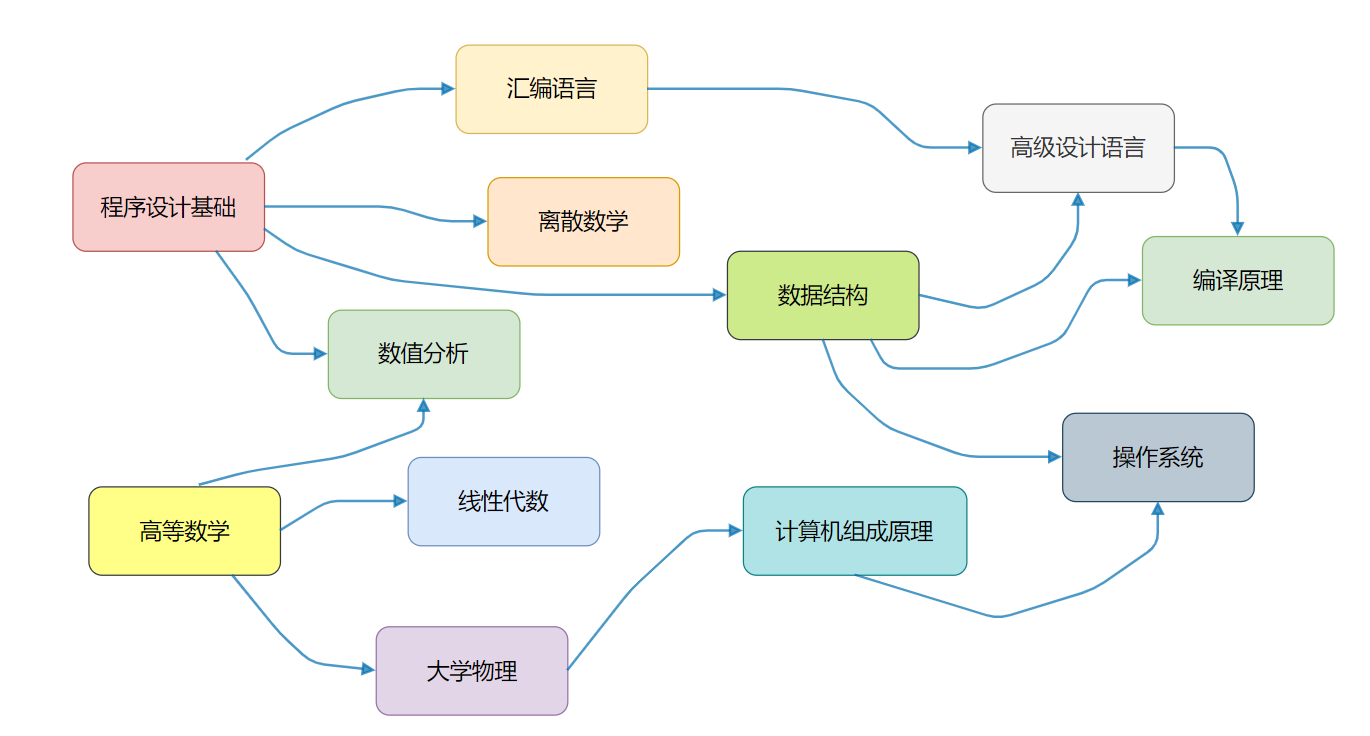 汇编语言
高级设计语言
程序设计基础
离散数学
编译原理
数据结构
数值分析
操作系统
线性代数
高等数学
计算机组成原理
大学物理